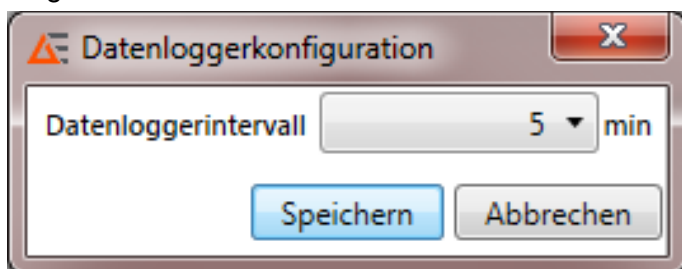 Datenloggerkonfiguration
Datenloggerintervall 5 min
Speichern Abbrechen